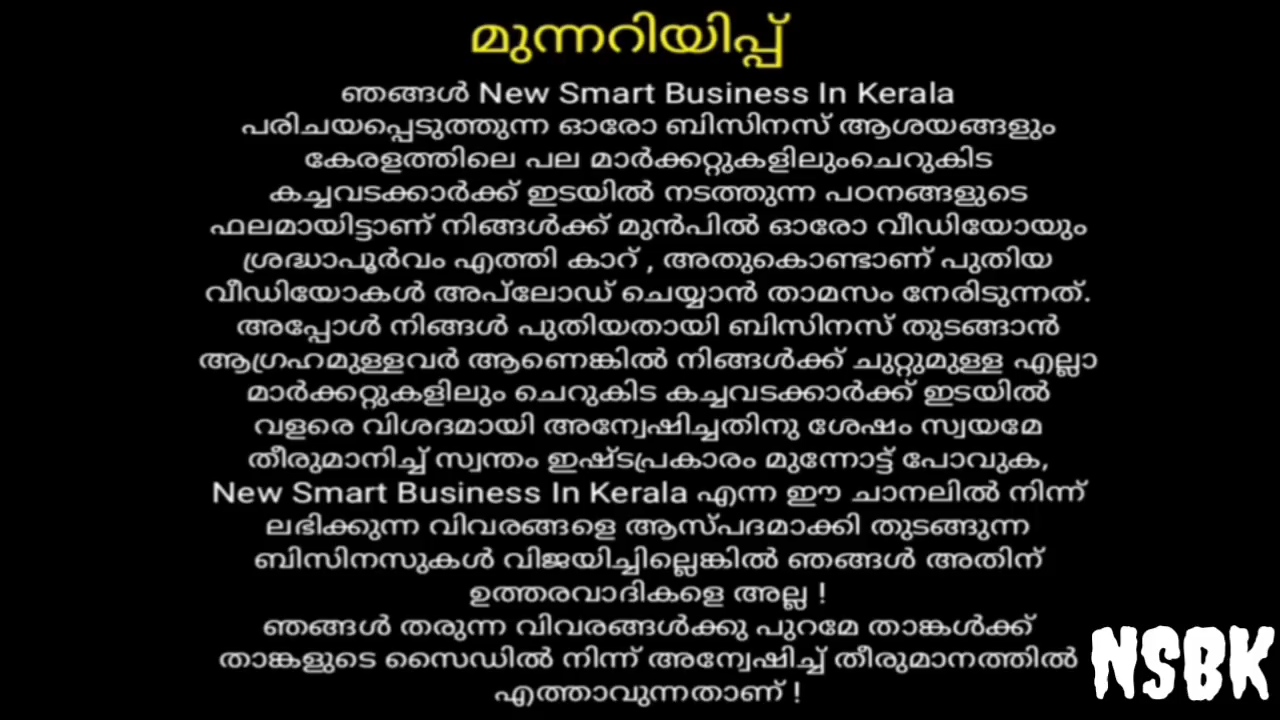 മുന്നറിയിപ്പ്
ഞങ്ങൾ New Smart Business In Kerala
പരിചയപ്പെടുത്തുന്ന ഓരോ ബിസിനസ് ആശയങ്ങളും
കേരളത്തിലെ പല മാർക്കറ്റുകളിലുംചെറുകിട
കച്ചവടക്കാർക്ക് ഇടയിൽ നടത്തുന്ന പഠനങ്ങളുടെ
ഫലമായിട്ടാണ് നിങ്ങൾക്ക് മുൻപിൽ ഓരോ വീഡിയോയും
ശ്രദ്ധാപൂർവം എത്തി കാറ് , അതുകൊണ്ടാണ് പുതിയ
വീഡിയോകൾ അപ്ലോഡ് ചെയ്യാൻ താമസം നേരിടുന്നത്.
അപ്പോൾ നിങ്ങൾ പുതിയതായി ബിസിനസ് തുടങ്ങാൻ
ആഗ്രഹമുള്ളവർ ആണെങ്കിൽ നിങ്ങൾക്ക് ചുറ്റുമുള്ള എല്ലാ
മാർക്കറ്റുകളിലും ചെറുകിട കച്ചവടക്കാർക്ക് ഇടയിൽ
വളരെ വിശദമായി അന്വേഷിച്ചതിനു ശേഷം സ്വയമേ
തീരുമാനിച്ച് സ്വന്തം ഇഷ്ടപ്രകാരം മുന്നോട്ട് പോവുക,
New Smart Business In Kerala എന്ന ഈ ചാനലിൽ നിന്ന്
ലഭിക്കുന്ന വിവരങ്ങളെ ആസ്പദമാക്കി തുടങ്ങുന്ന
ബിസിനസുകൾ വിജയിച്ചില്ലെങ്കിൽ ഞങ്ങൾ അതിന്
ഉത്തരവാദികളെ അല്ല !
ഞങ്ങൾ തരുന്ന വിവരങ്ങൾക്കു പുറമേ താങ്കൾക്ക്
താങ്കളുടെ സൈഡിൽ നിന്ന് അന്വേഷിച്ച് തീരുമാനത്തിൽ
എത്താവുന്നതാണ് !
NSBK